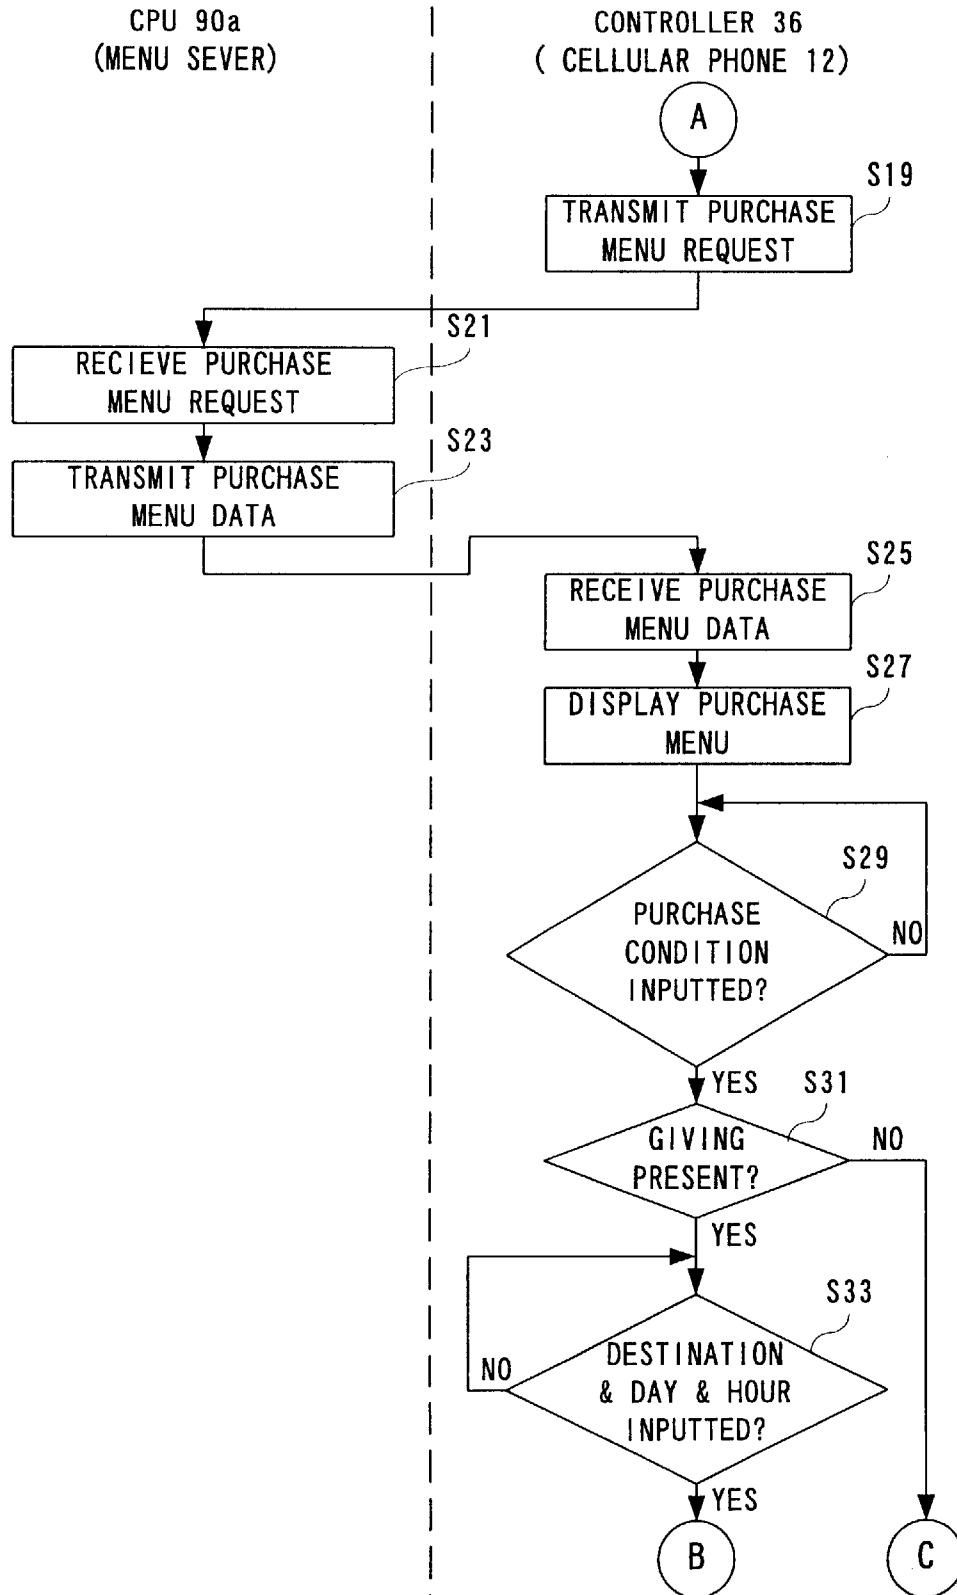 CPU 90a
(MENU SEVER)
CONTROLLER 36
( CELLULAR PHONE 12)
A
S19
TRANSMIT PURCHASE
MENU REQUEST
S21
RECIEVE PURCHASE
MENU REQUEST
S23
TRANSMIT PURCHASE
MENU DATA
S25
RECEIVE PURCHASE
MENU DATA
S27
DISPLAY PURCHASE
MENU
S29
PURCHASE
CONDITION
INPUTTED?
NO
YES
S31
GIVING
PRESENT?
NO
YES
S33
DESTINATION
& DAY & HOUR
INPUTTED?
NO
YES
B
C